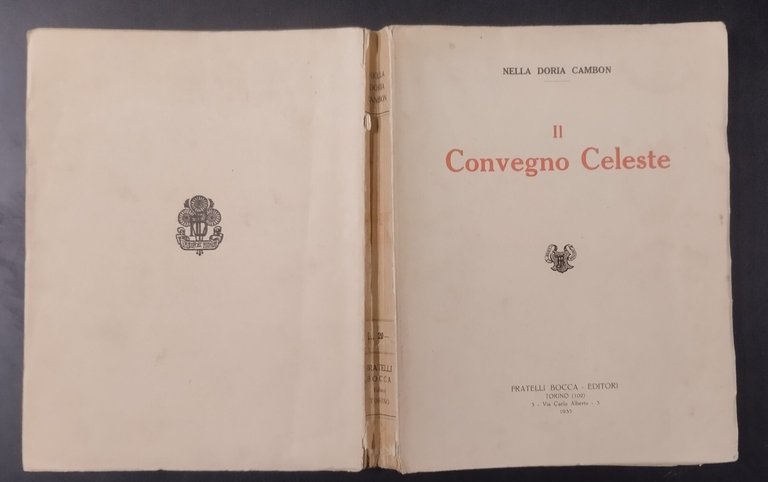 NELLA DORIA CAMBON
Il
Convegno Celeste
FRATELLI BOCCA - EDITORI
TORINO (109)
3 - Via Carlo Alberto - 3
1933
NELLA
DORIA
CAMBON
L. 20
FRATELLI
BOCCA
TORINO